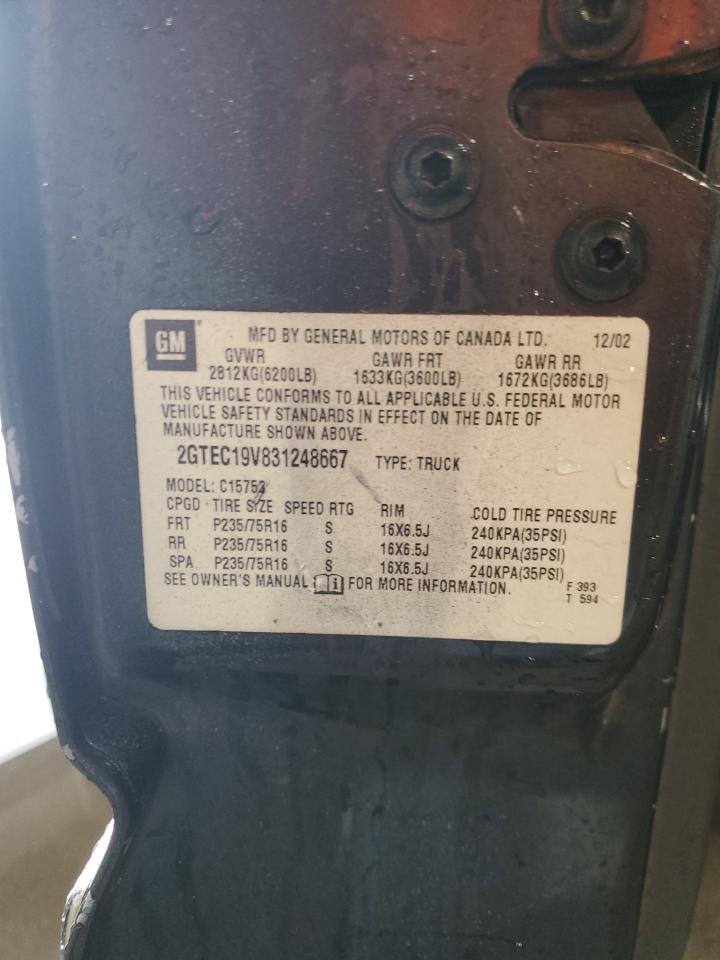 GM MFD BY GENERAL MOTORS OF CANADA LTD. 12/02
GVWR GAWR FRT GAWR RR
2812KG(6200LB) 1633KG(3600LB) 1672KG(3686LB)
THIS VEHICLE CONFORMS TO ALL APPLICABLE U.S. FEDERAL MOTOR
VEHICLE SAFETY STANDARDS IN EFFECT ON THE DATE OF
MANUFACTURE SHOWN ABOVE.
2GTEC19V831248667 TYPE: TRUCK
MODEL: C15753
CPGD TIRE SIZE SPEED RTG RIM COLD TIRE PRESSURE
FRT P235/75R16 S 16X6.5J 240KPA(35PSI)
RR P235/75R16 S 16X6.5J 240KPA(35PSI)
SPA P235/75R16 S 16X6.5J 240KPA(35PSI)
SEE OWNER'S MANUAL FOR MORE INFORMATION. F 393
T 594